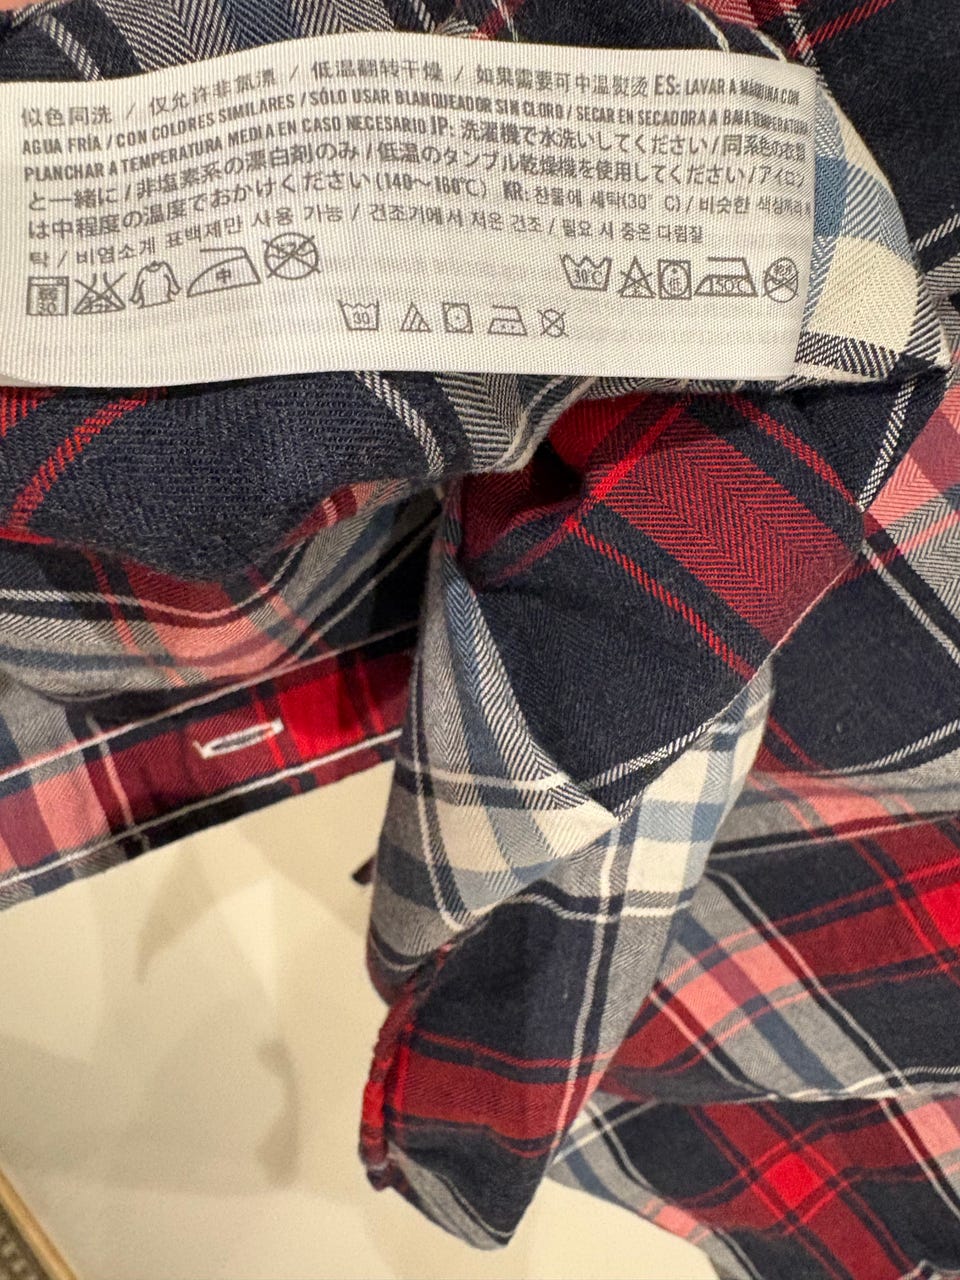 似色同洗 / 仅允许非氯漂 / 低温翻转干燥 / 如果需要可中温熨烫 ES: LAVAR A MÁQUINA CON
AGUA FRÍA / CON COLORES SIMILARES / SÓLO USAR BLANQUEADOR SIN CLORO / SECAR EN SECADORA A BAJA TEMPERATURA
PLANCHAR A TEMPERATURA MEDIA EN CASO NECESARIO JP: 洗濯機で水洗いしてください / 同系色の衣類
と一緒に / 非塩素系の漂白剤のみ / 低温のタンブル乾燥機を使用してください / アイロン
は中程度の温度でおかけください (140～160℃) KR: 찬물에 세탁(30° C) / 비슷한 색상끼리 세
탁 / 비염소계 표백제만 사용 가능 / 건조기에서 저온 건조 / 필요 시 중온 다림질
中 30°C 150°C
30